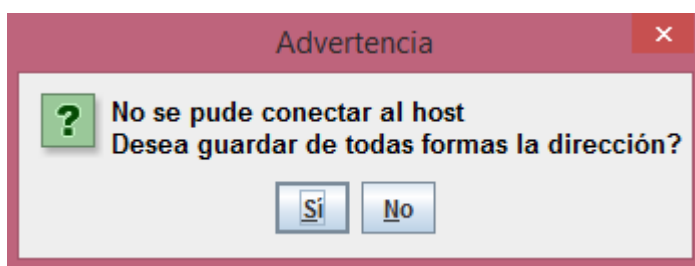 Advertencia
No se pude conectar al host
Desea guardar de todas formas la dirección?
Sí No